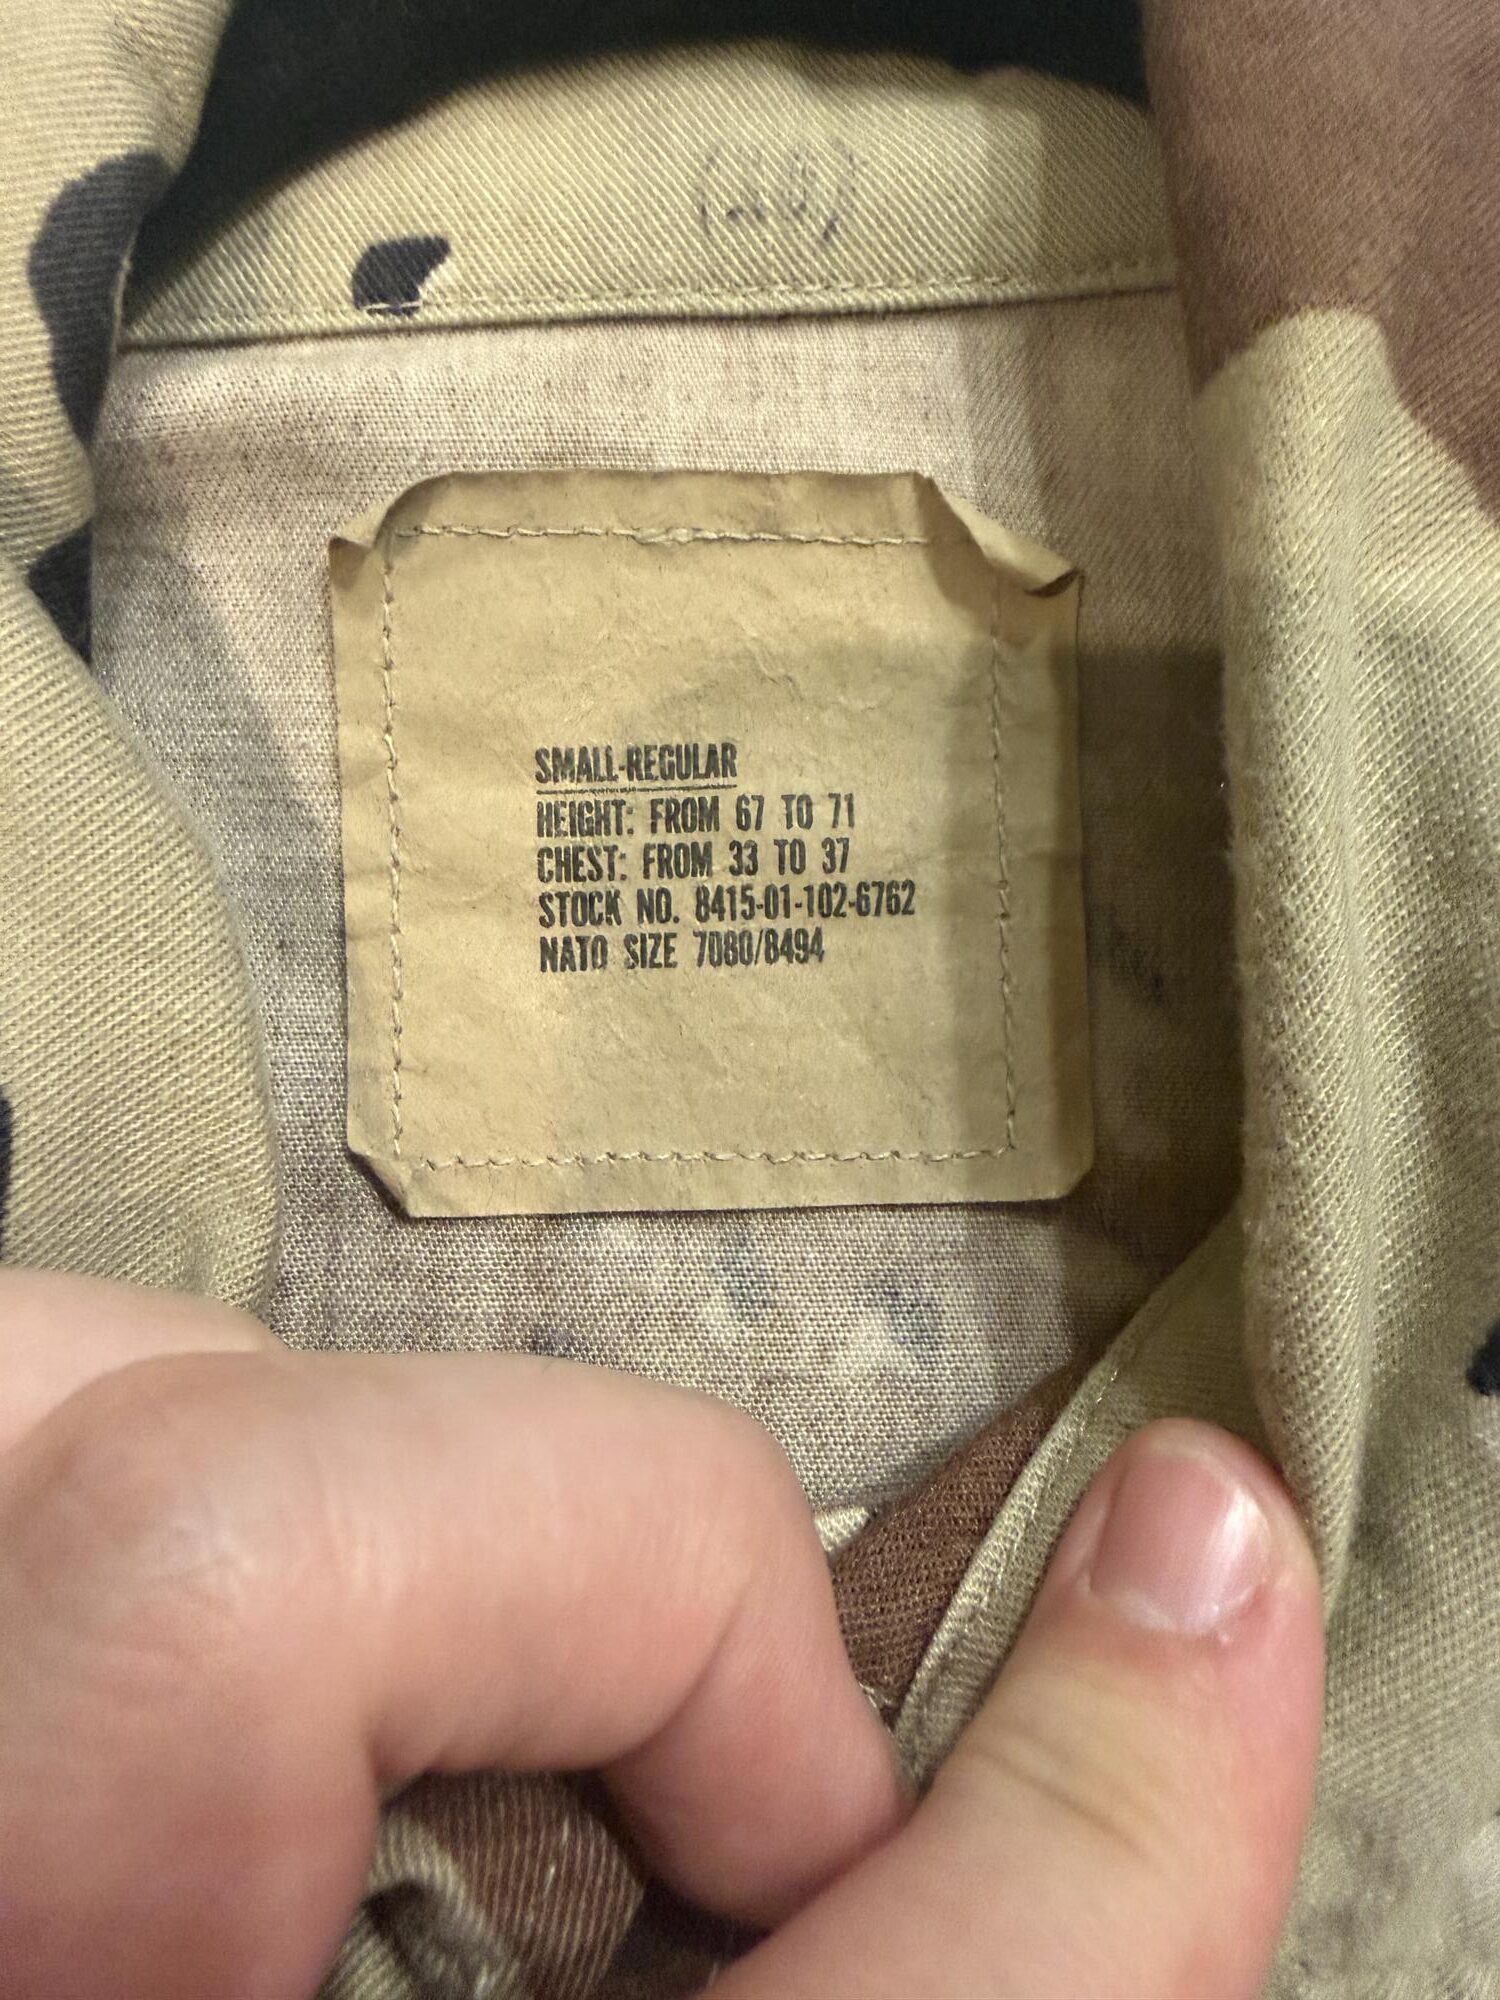 SMALL-REGULAR
HEIGHT: FROM 67 TO 71
CHEST: FROM 33 TO 37
STOCK NO. 8415-01-102-6762
NATO SIZE 7080/8494